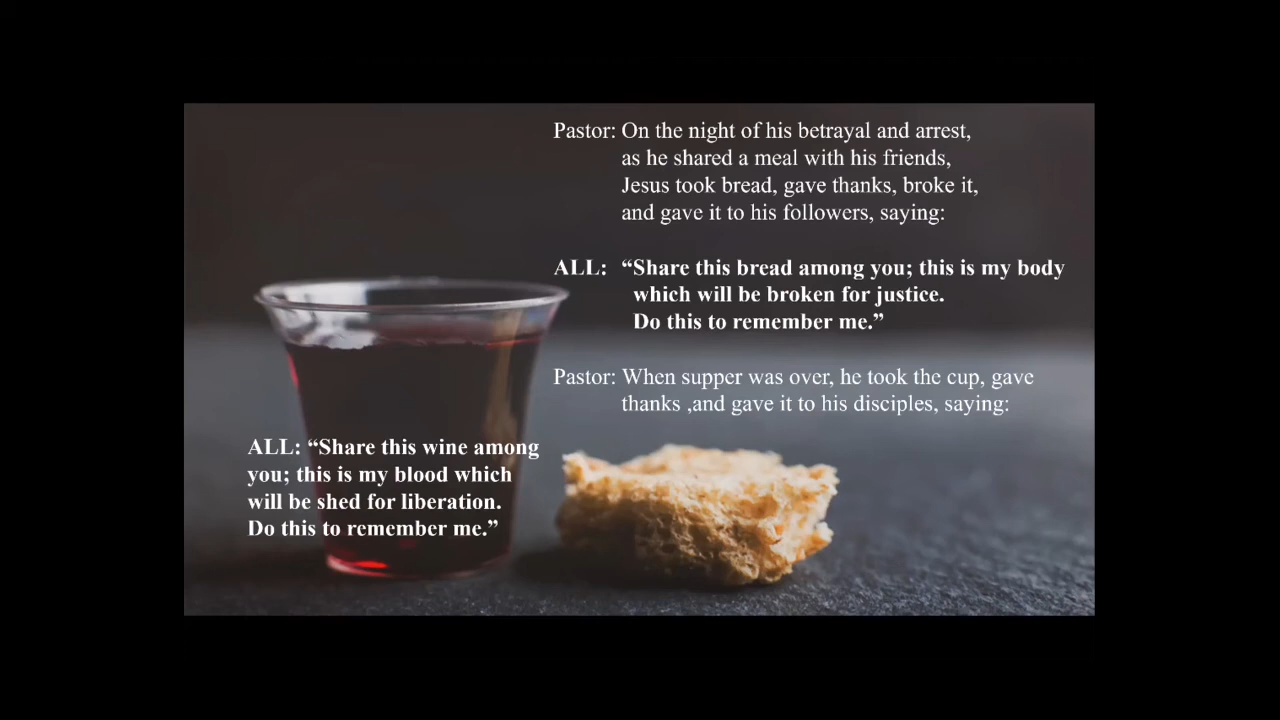 Pastor: On the night of his betrayal and arrest,
as he shared a meal with his friends,
Jesus took bread, gave thanks, broke it,
and gave it to his followers, saying:
ALL: “Share this bread among you; this is my body
which will be broken for justice.
Do this to remember me.”
Pastor: When supper was over, he took the cup, gave
thanks ,and gave it to his disciples, saying:
ALL: “Share this wine among
you; this is my blood which
will be shed for liberation.
Do this to remember me.”